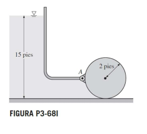 15 pies
2 pies
A
FIGURA P3-68I